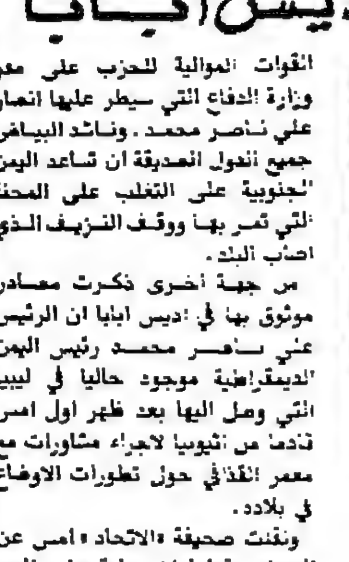 ديس ابابا
القوات الموالية للحزب على مقر
وزارة الدفاع التي سيطر عليها انصار
علي ناصر محمد . وناشد البياض
جميع الدول الصديقة ان تساعد اليمن
الجنوبية على التغلب على المحنة
التي تمر بها ووقف النزيف الذي
اصاب البلد .
من جهة اخرى ذكرت مصادر
موثوق بها في اديس ابابا ان الرئيس
علي ناصر محمد رئيس اليمن
الديمقراطية موجود حاليا في ليبيا
التي وصل اليها بعد ظهر اول امس
قادما من اثيوبيا لاجراء مشاورات مع
معمر القذافي حول تطورات الاوضاع
في بلاده .
ونقلت صحيفة «الاتحاد» امس عن